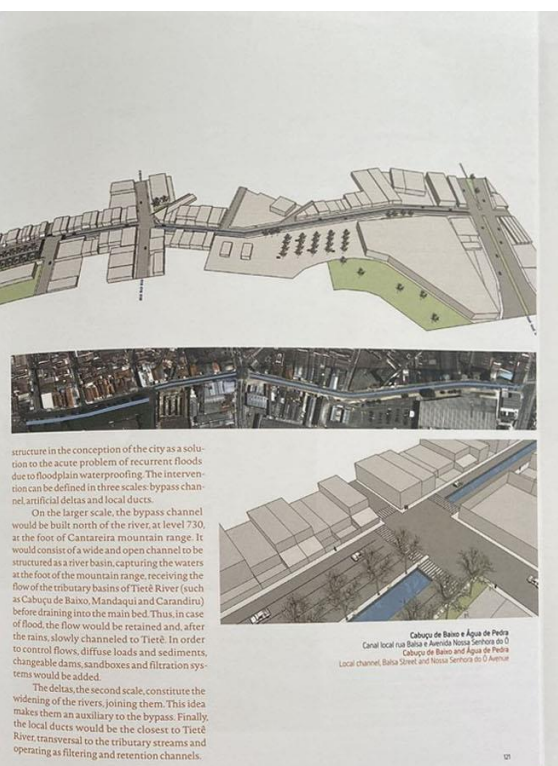 structure in the conception of the city as a solu-
tion to the acute problem of recurrent floods
due to floodplain waterproofing. The interven-
tion can be defined in three scales: bypass chan-
nel, artificial deltas and local ducts.
On the larger scale, the bypass channel
would be built north of the river, at level 730,
at the foot of Cantareira mountain range. It
would consist of a wide and open channel to be
structured as a river basin, capturing the waters
at the foot of the mountain range, receiving the
flow of the tributary basins of Tietê River (such
as Cabuçu de Baixo, Mandaqui and Carandiru)
before draining into the main bed. Thus, in case
of flood, the flow would be retained and, after
the rains, slowly channeled to Tietê. In order
to control flows, diffuse loads and sediments,
changeable dams, sandboxes and filtration sys-
tems would be added.
The deltas, the second scale, constitute the
widening of the rivers, joining them. This idea
makes them an auxiliary to the bypass. Finally,
the local ducts would be the closest to Tietê
River, transversal to the tributary streams and
operating as filtering and retention channels.
Cabuçu de Baixo e Água de Pedra
Canal local rua Balsa e Avenida Nossa Senhora do Ó
Cabuçu de Baixo and Água de Pedra
Local channel, Balsa Street and Nossa Senhora do Ó Avenue
121